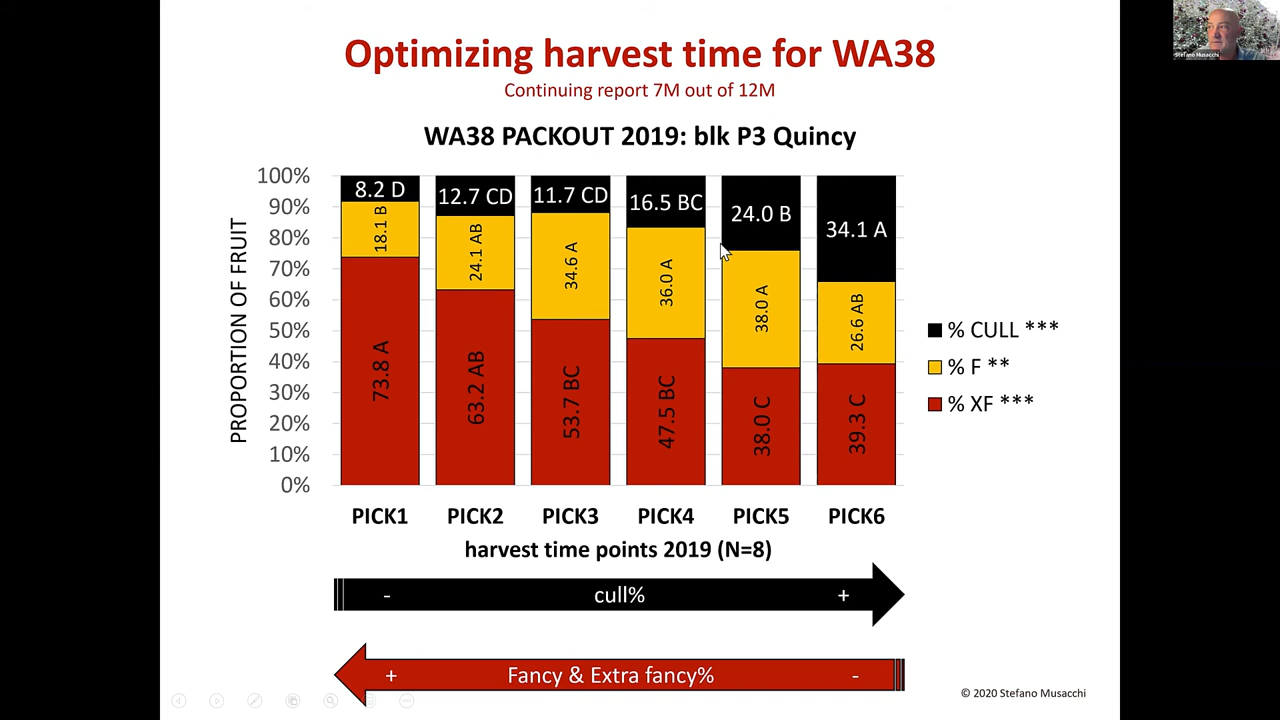 Optimizing harvest time for WA38
Continuing report 7M out of 12M
WA38 PACKOUT 2019: blk P3 Quincy
PROPORTION OF FRUIT
100%
90%
80%
70%
60%
50%
40%
30%
20%
10%
0%
8.2 D
18.1 B
73.8 A
12.7 CD
24.1 AB
63.2 AB
11.7 CD
34.6 A
53.7 BC
16.5 BC
36.0 A
47.5 BC
24.0 B
38.0 A
38.0 C
34.1 A
26.6 AB
39.3 C
% CULL ***
% F **
% XF ***
PICK1 PICK2 PICK3 PICK4 PICK5 PICK6
harvest time points 2019 (N=8)
- cull% +
+ Fancy & Extra fancy% -
© 2020 Stefano Musacchi
Stefano Musacchi